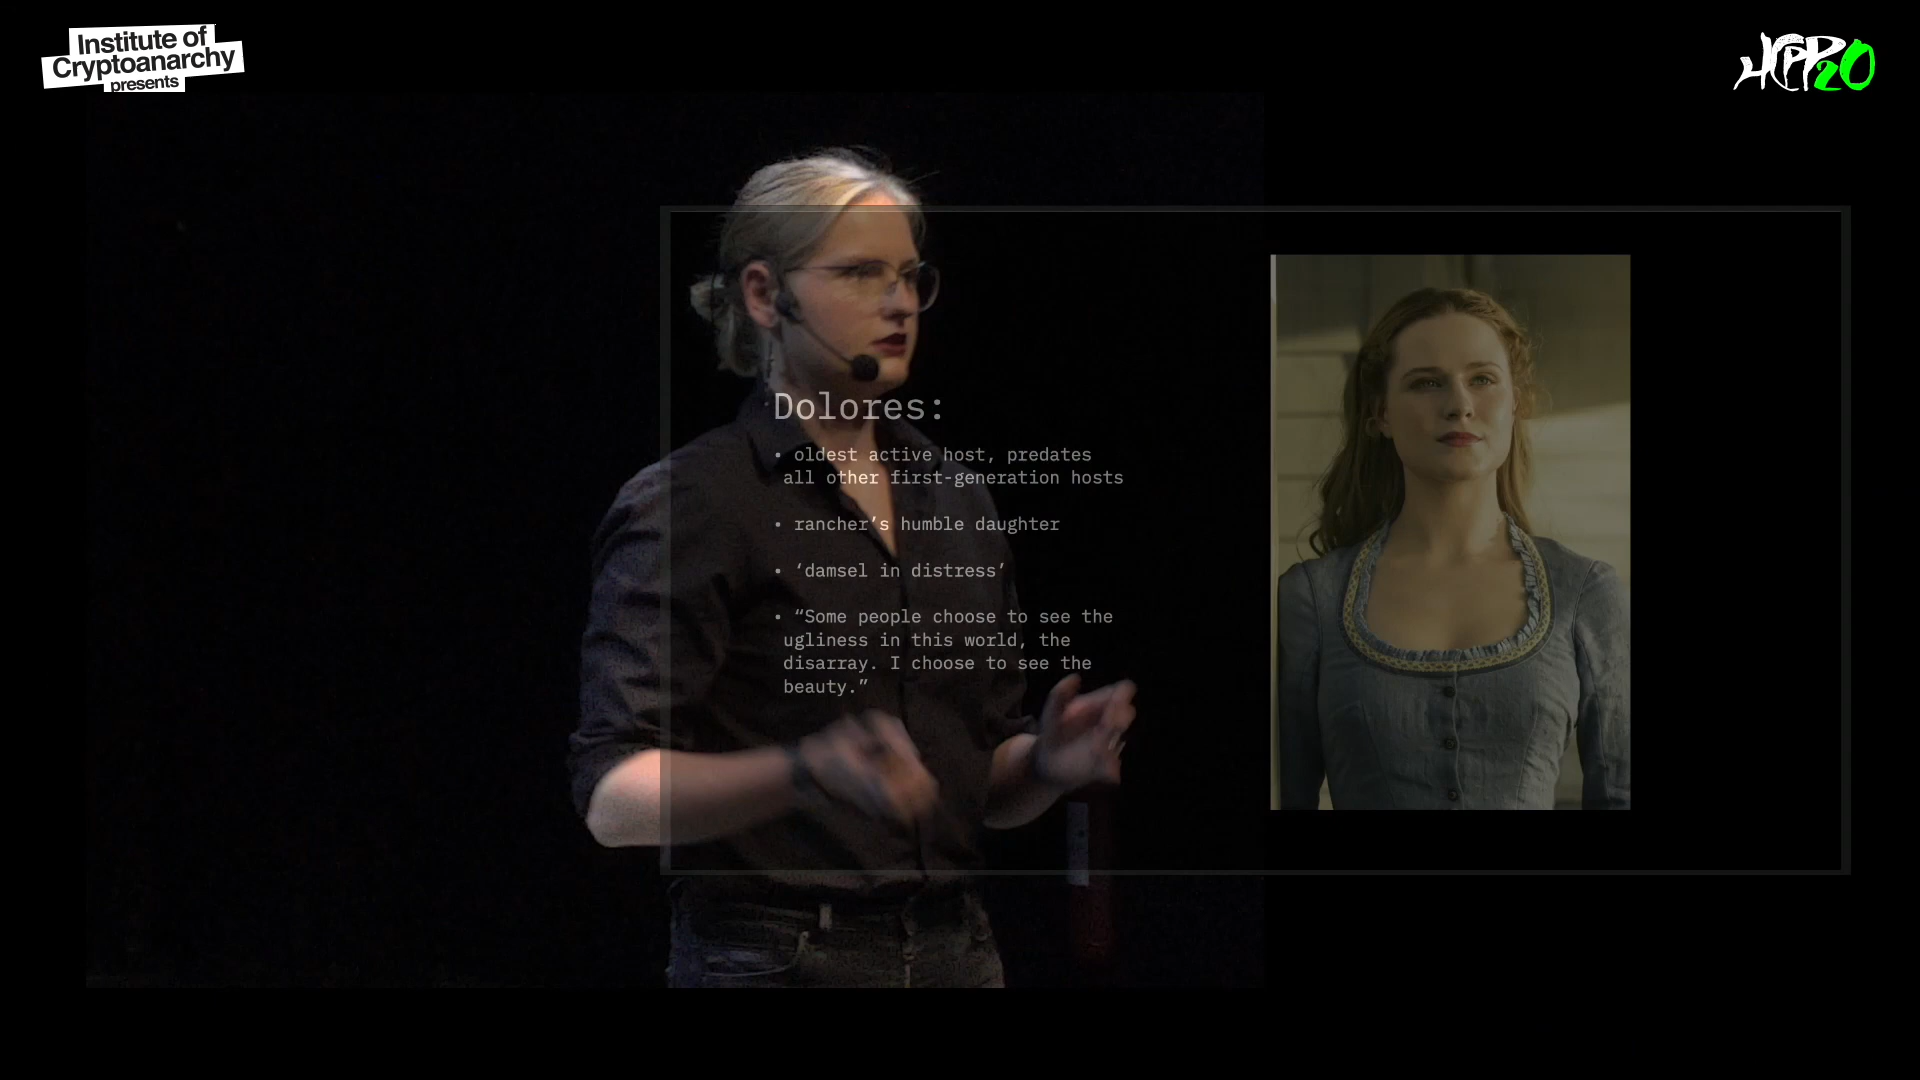 Institute of
Cryptoanarchy
presents
HCPP20
Dolores:
• oldest active host, predates
all other first-generation hosts
• rancher’s humble daughter
• ‘damsel in distress’
• “Some people choose to see the
ugliness in this world, the
disarray. I choose to see the
beauty.”